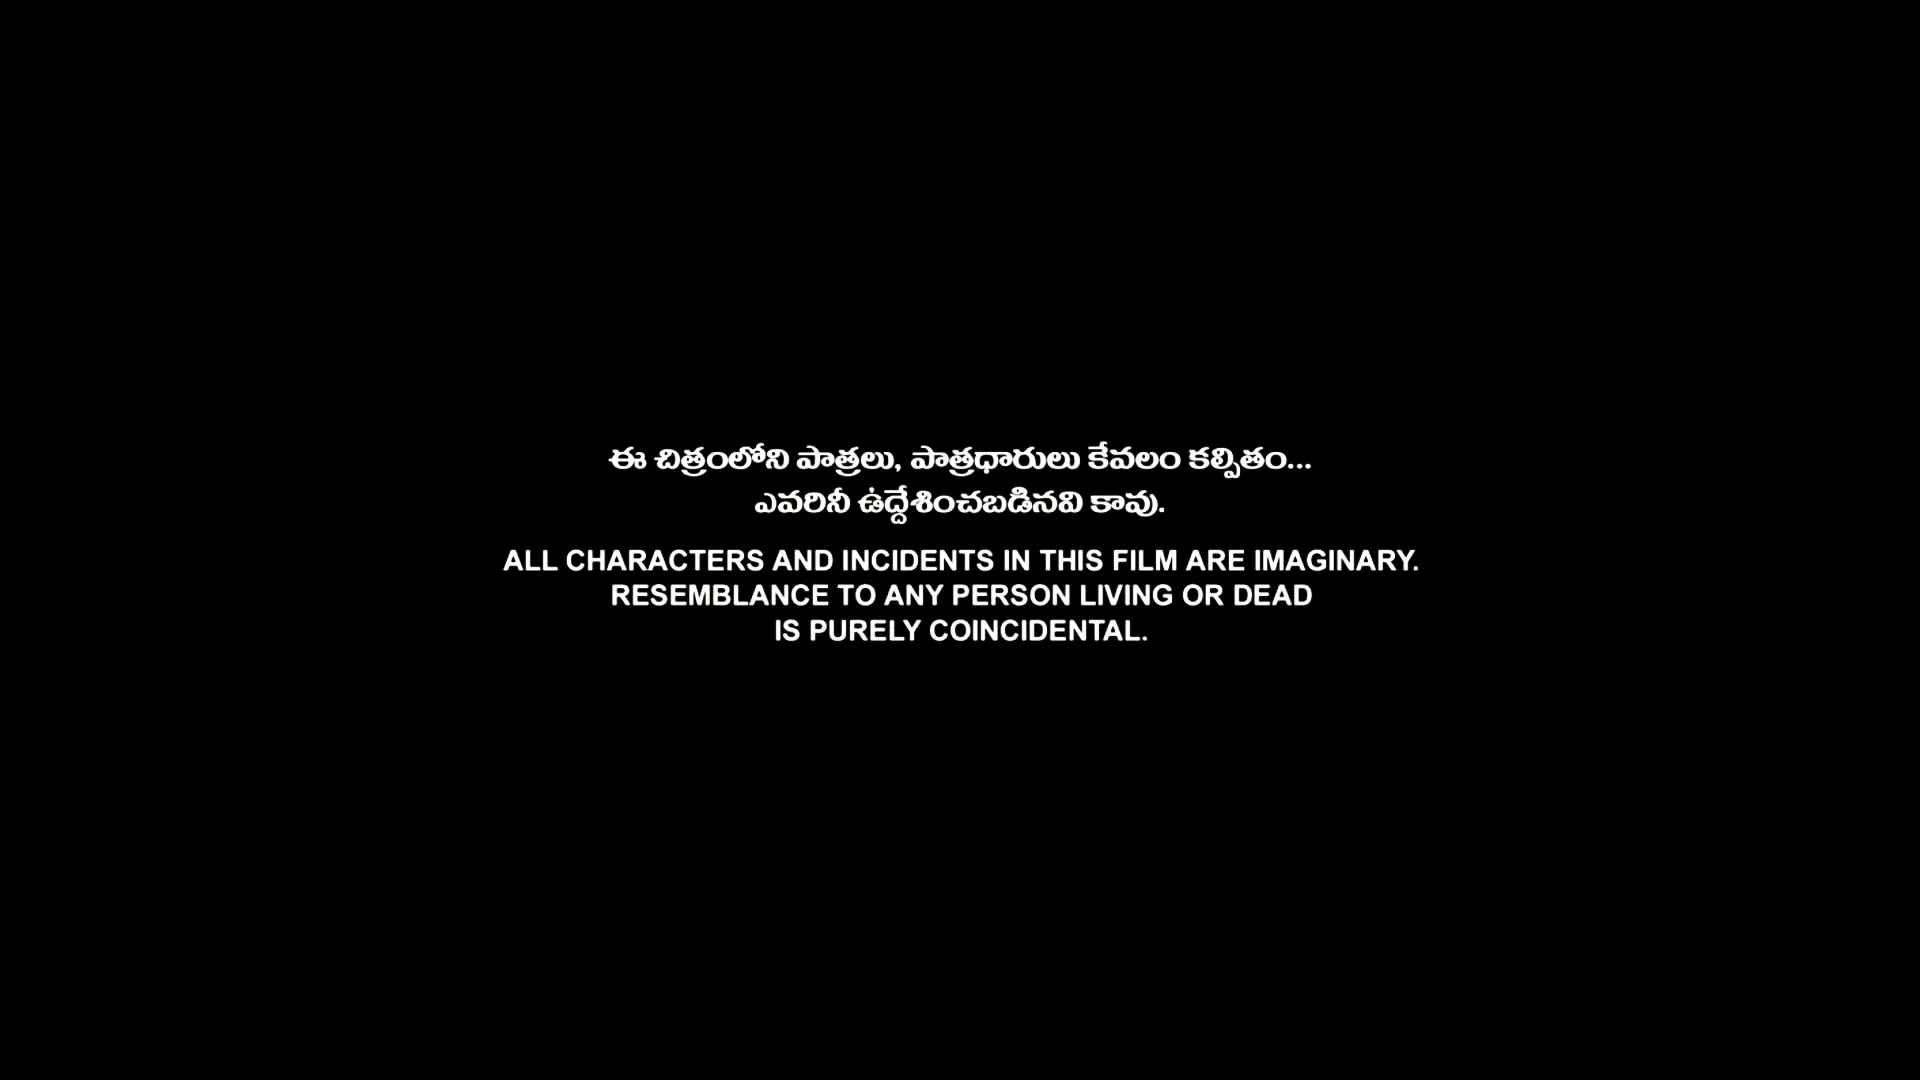 ఈ చిత్రంలోని పాత్రలు, పాత్రధారులు కేవలం కల్పితం...
ఎవరినీ ఉద్దేశించబడినవి కావు.
ALL CHARACTERS AND INCIDENTS IN THIS FILM ARE IMAGINARY.
RESEMBLANCE TO ANY PERSON LIVING OR DEAD
IS PURELY COINCIDENTAL.